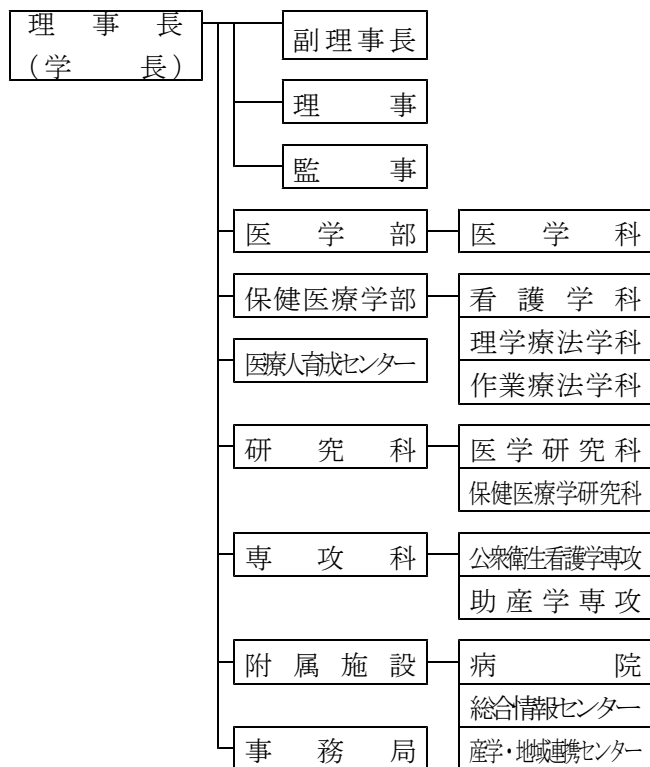 理事長
(学長)
副理事長
理事
監事
医学部
医学科
保健医療学部
看護学科
理学療法学科
作業療法学科
医療人育成センター
研究科
医学研究科
保健医療学研究科
専攻科
公衆衛生看護学専攻
助産学専攻
附属施設
病院
総合情報センター
産学・地域連携センター
事務局